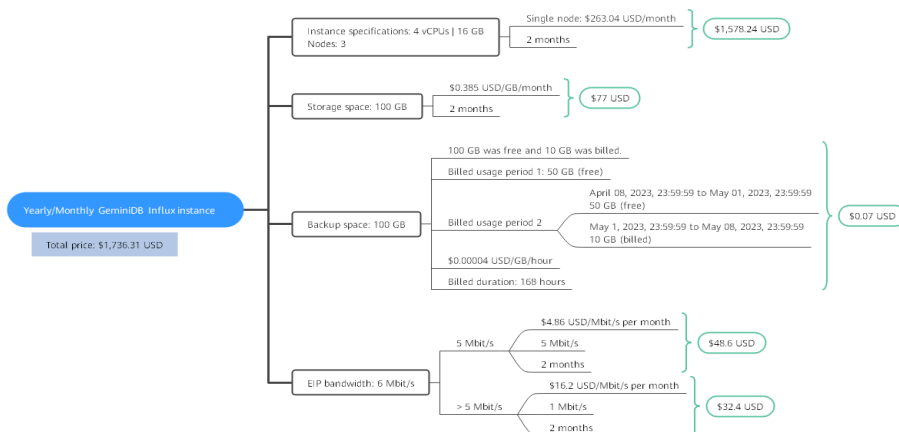 Yearly/Monthly GeminiDB Influx instance
Total price: $1,736.31 USD
Instance specifications: 4 vCPUs | 16 GB
Nodes: 3
Single node: $263.04 USD/month
2 months
$1,578.24 USD
Storage space: 100 GB
$0.385 USD/GB/month
2 months
$77 USD
Backup space: 100 GB
100 GB was free and 10 GB was billed.
Billed usage period 1: 50 GB (free)
Billed usage period 2
April 08, 2023, 23:59:59 to May 01, 2023, 23:59:59
50 GB (free)
May 1, 2023, 23:59:59 to May 08, 2023, 23:59:59
10 GB (billed)
$0.00004 USD/GB/hour
Billed duration: 168 hours
$0.07 USD
EIP bandwidth: 6 Mbit/s
5 Mbit/s
$4.86 USD/Mbit/s per month
5 Mbit/s
2 months
$48.6 USD
> 5 Mbit/s
$16.2 USD/Mbit/s per month
1 Mbit/s
2 months
$32.4 USD